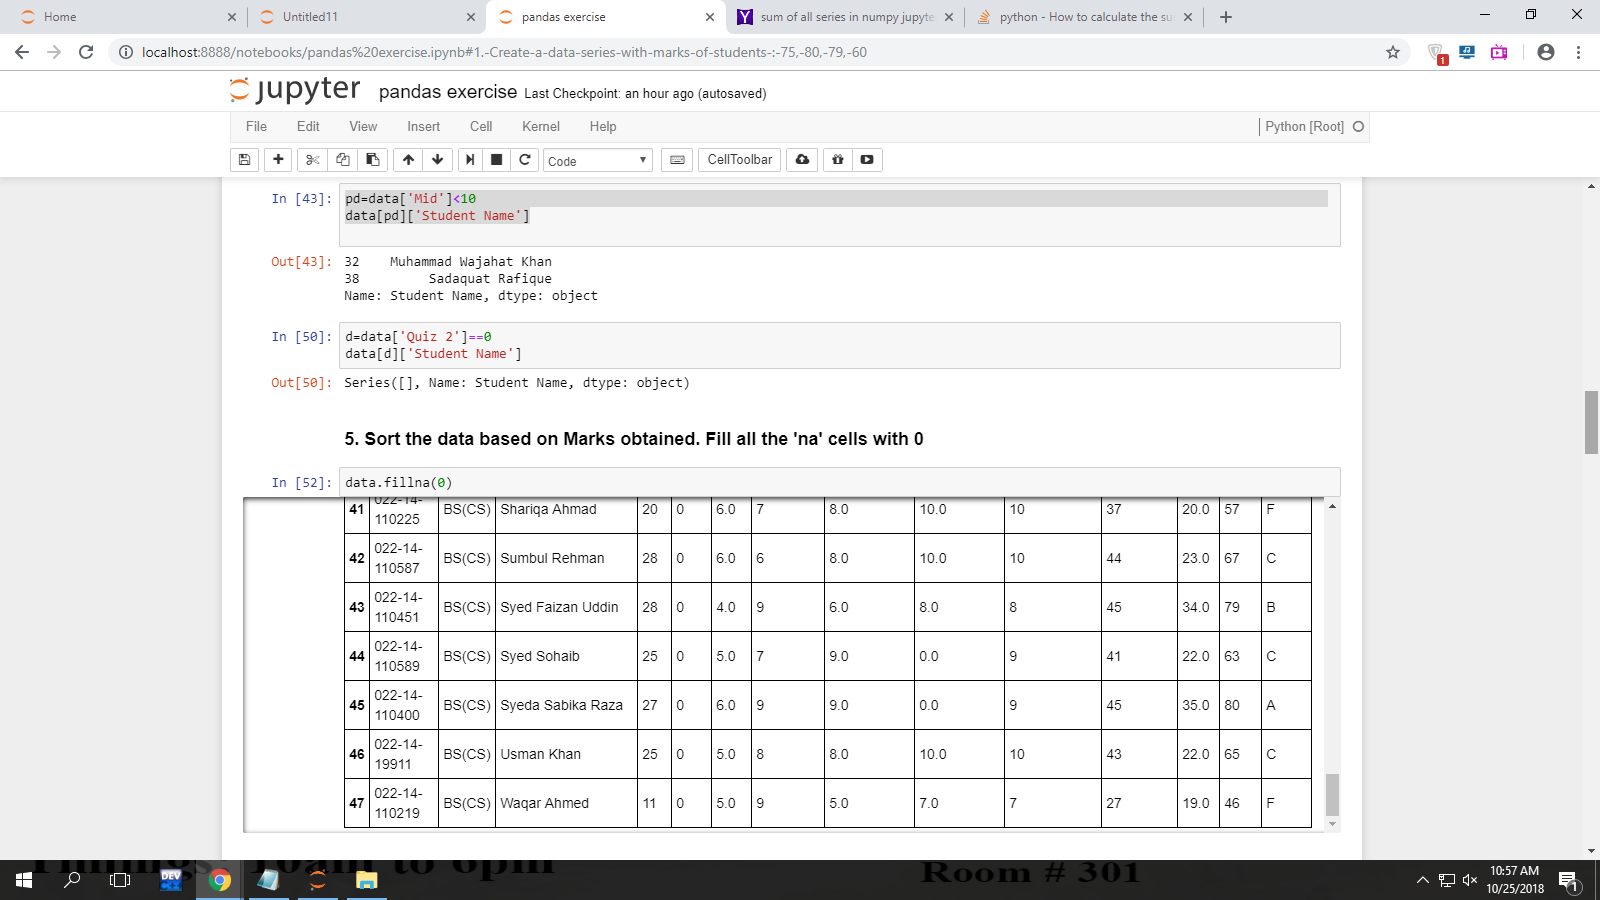 Home
Untitled11
pandas exercise
sum of all series in numpy jupyte
python - How to calculate the su
localhost:8888/notebooks/pandas%20exercise.ipynb#1.-Create-a-data-series-with-marks-of-students-:-75,-80,-79,-60
1
jupyter pandas exercise Last Checkpoint: an hour ago (autosaved)
File Edit View Insert Cell Kernel Help Python [Root]
Code CellToolbar
In [43]: pd=data['Mid']<10
data[pd]['Student Name']
Out[43]: 32 Muhammad Wajahat Khan
38 Sadaquat Rafique
Name: Student Name, dtype: object
In [50]: d=data['Quiz 2']==0
data[d]['Student Name']
Out[50]: Series([], Name: Student Name, dtype: object)
5. Sort the data based on Marks obtained. Fill all the 'na' cells with 0
In [52]: data.fillna(0)
41 022-14-110225 BS(CS) Shariqa Ahmad 20 0 6.0 7 8.0 10.0 10 37 20.0 57 F
42 022-14-110587 BS(CS) Sumbul Rehman 28 0 6.0 6 8.0 10.0 10 44 23.0 67 C
43 022-14-110451 BS(CS) Syed Faizan Uddin 28 0 4.0 9 6.0 8.0 8 45 34.0 79 B
44 022-14-110589 BS(CS) Syed Sohaib 25 0 5.0 7 9.0 0.0 9 41 22.0 63 C
45 022-14-110400 BS(CS) Syeda Sabika Raza 27 0 6.0 9 9.0 0.0 9 45 35.0 80 A
46 022-14-19911 BS(CS) Usman Khan 25 0 5.0 8 8.0 10.0 10 43 22.0 65 C
47 022-14-110219 BS(CS) Waqar Ahmed 11 0 5.0 9 5.0 7.0 7 27 19.0 46 F
Timings: 10am to 6pm
Room # 301
DEV
10:57 AM
10/25/2018
1